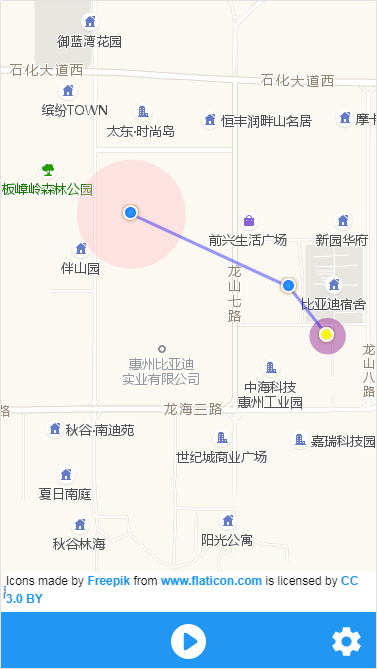 御蓝湾花园
石化大道西
石化大道西
缤纷TOWN
太东·时尚岛
恒丰润畔山名居
摩卡
板嶂岭森林公园
前兴生活广场
新园华府
伴山园
龙山七路
比亚迪宿舍
惠州比亚迪
实业有限公司
龙山八路
中海科技
惠州工业园
路
龙海三路
秋谷·南迪苑
世纪城商业广场
嘉瑞科技园
夏日南庭
秋谷林海
阳光公寓
Icons made by Freepik from www.flaticon.com is licensed by CC
3.0 BY